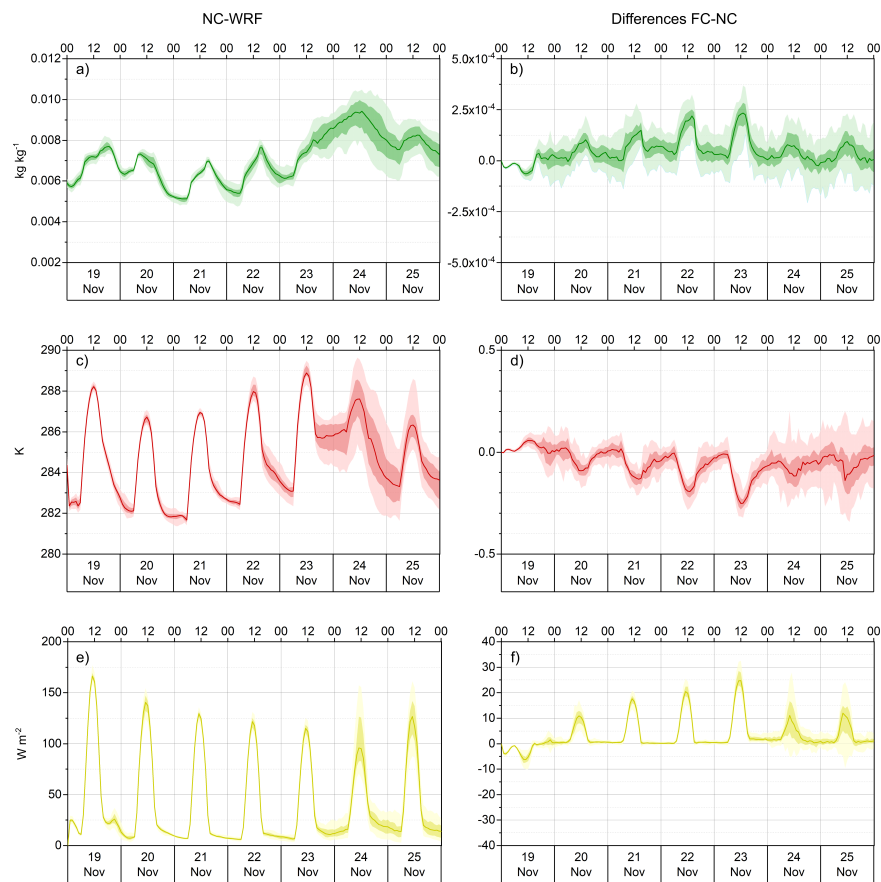 NC-WRF
Differences FC-NC
00 12 00 12 00 12 00 12 00 12 00 12 00 12 00
00 12 00 12 00 12 00 12 00 12 00 12 00 12 00
a)
b)
0.012
0.010
0.008
0.006
0.004
0.002
kg kg⁻¹
5.0x10⁻⁴
2.5x10⁻⁴
0.0
-2.5x10⁻⁴
-5.0x10⁻⁴
19 20 21 22 23 24 25
Nov Nov Nov Nov Nov Nov Nov
19 20 21 22 23 24 25
Nov Nov Nov Nov Nov Nov Nov
00 12 00 12 00 12 00 12 00 12 00 12 00 12 00
00 12 00 12 00 12 00 12 00 12 00 12 00 12 00
c)
d)
290
288
286
284
282
280
K
0.5
0.0
-0.5
19 20 21 22 23 24 25
Nov Nov Nov Nov Nov Nov Nov
19 20 21 22 23 24 25
Nov Nov Nov Nov Nov Nov Nov
00 12 00 12 00 12 00 12 00 12 00 12 00 12 00
00 12 00 12 00 12 00 12 00 12 00 12 00 12 00
e)
f)
200
150
100
50
0
W m⁻²
40
30
20
10
0
-10
-20
-30
-40
19 20 21 22 23 24 25
Nov Nov Nov Nov Nov Nov Nov
19 20 21 22 23 24 25
Nov Nov Nov Nov Nov Nov Nov